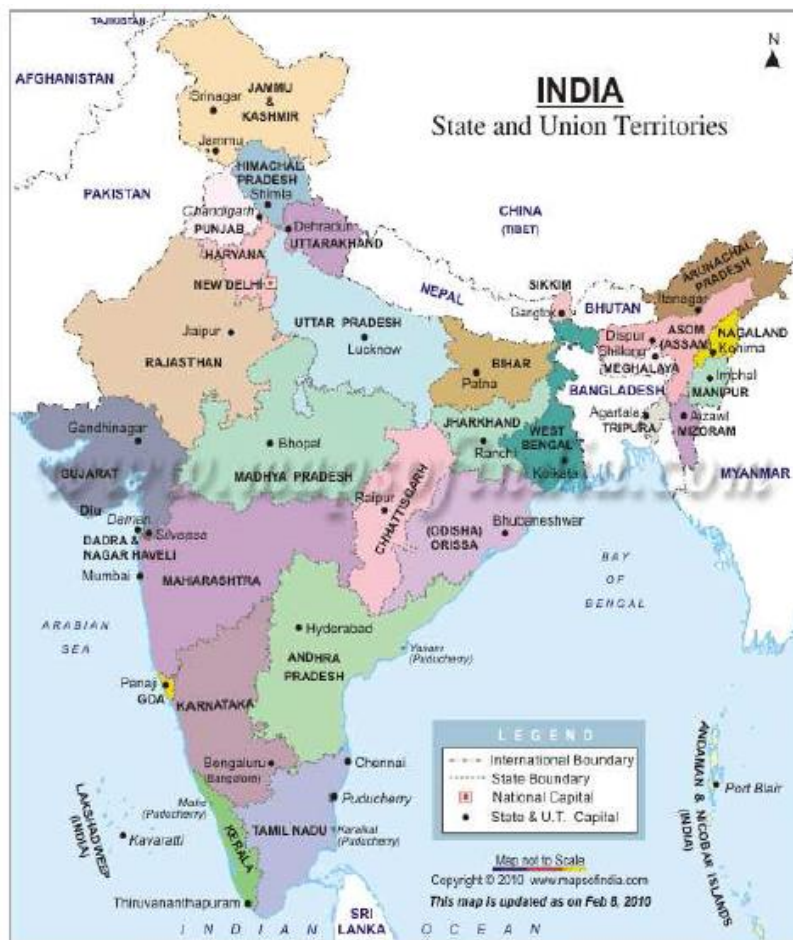 TAJIKISTAN
AFGHANISTAN
N
INDIA
State and Union Territories
Srinagar
JAMMU
&
KASHMIR
Jammu
HIMACHAL
PRADESH
Shimla
PAKISTAN
Chandigarh
PUNJAB
Dehradun
UTTARAKHAND
HARYANA
NEW DELHI
CHINA
(TIBET)
NEPAL
SIKKIM
Gangtok
BHUTAN
ARUNACHAL
PRADESH
Itanagar
Jaipur
RAJASTHAN
UTTAR PRADESH
Lucknow
BIHAR
Patna
Dispur
Shillong
MEGHALAYA
ASOM
(ASSAM)
NAGALAND
Kohima
Imphal
MANIPUR
BANGLADESH
Agartala
TRIPURA
Aizawl
MIZORAM
MYANMAR
Gandhinagar
GUJARAT
Bhopal
MADHYA PRADESH
JHARKHAND
Ranchi
WEST
BENGAL
Kolkata
www.mapsofindia.com
Diu
Daman
Silvassa
DADRA &
NAGAR HAVELI
Mumbai
MAHARASHTRA
Raipur
CHHATTISGARH
(ODISHA)
ORISSA
Bhubaneshwar
BAY
OF
BENGAL
ARABIAN
SEA
Hyderabad
ANDHRA
PRADESH
Yanam
(Puducherry)
Panaji
GOA
KARNATAKA
Bengaluru
(Bangalore)
Chennai
Puducherry
Mahe
(Puducherry)
TAMIL NADU
Karaikal
(Puducherry)
KERALA
LAKSHADWEEP
(INDIA)
Kavaratti
Thiruvananthapuram
SRI
LANKA
INDIAN OCEAN
ANDAMAN & NICOBAR ISLANDS
(INDIA)
Port Blair
LEGEND
International Boundary
State Boundary
National Capital
State & U.T. Capital
Map not to Scale
Copyright © 2010 www.mapsofindia.com
This map is updated as on Feb 8, 2010